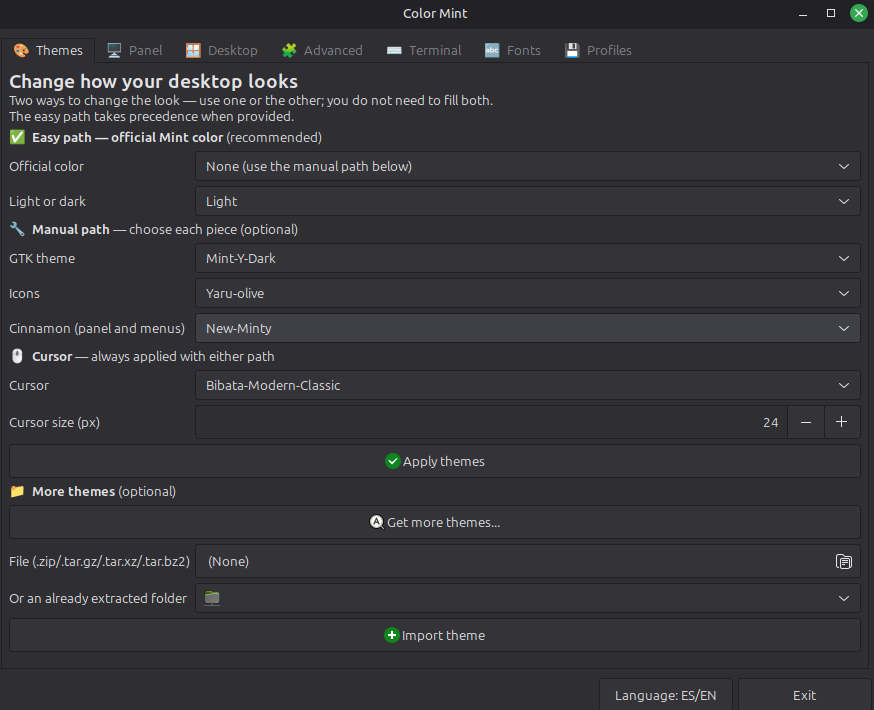 Color Mint
Themes Panel Desktop Advanced Terminal Fonts Profiles
Change how your desktop looks
Two ways to change the look — use one or the other; you do not need to fill both.
The easy path takes precedence when provided.
Easy path — official Mint color (recommended)
Official color None (use the manual path below)
Light or dark Light
Manual path — choose each piece (optional)
GTK theme Mint-Y-Dark
Icons Yaru-olive
Cinnamon (panel and menus) New-Minty
Cursor — always applied with either path
Cursor Bibata-Modern-Classic
Cursor size (px) 24 − +
Apply themes
More themes (optional)
Get more themes...
File (.zip/.tar.gz/.tar.xz/.tar.bz2) (None)
Or an already extracted folder
Import theme
Language: ES/EN Exit